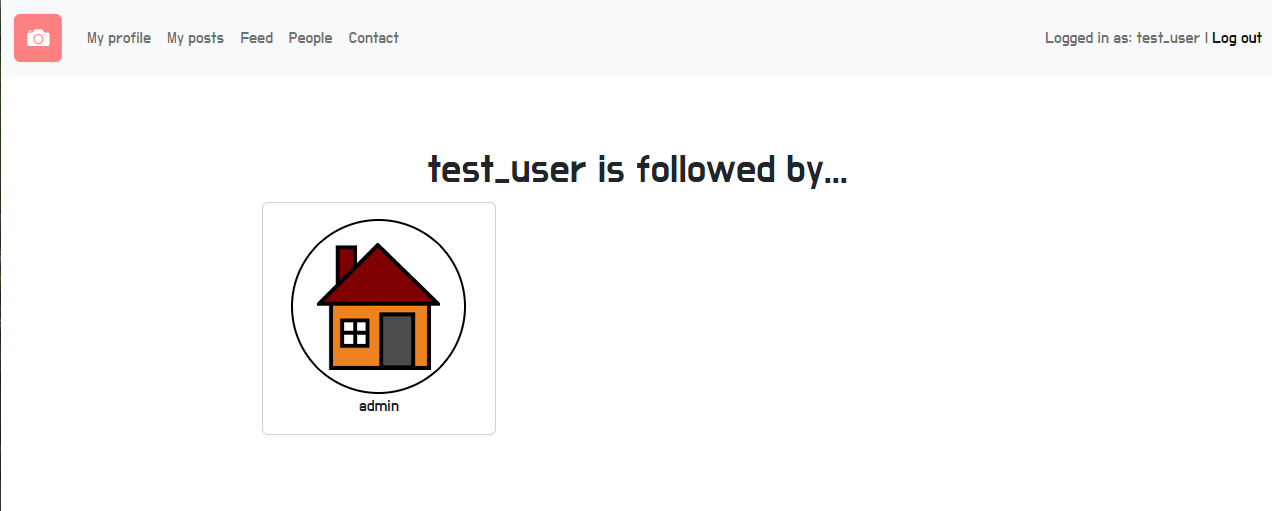 My profile My posts Feed People Contact Logged in as: test_user | Log out
test_user is followed by...
admin